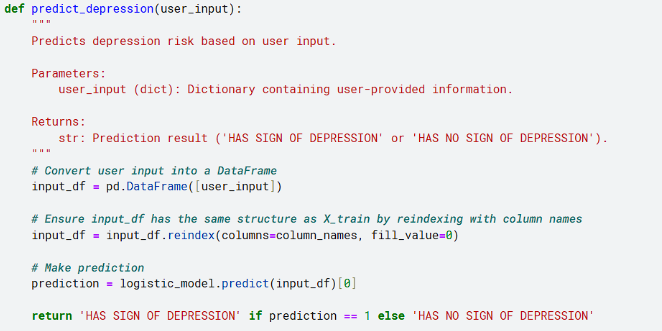 def predict_depression(user_input):
    """
    Predicts depression risk based on user input.

    Parameters:
        user_input (dict): Dictionary containing user-provided information.

    Returns:
        str: Prediction result ('HAS SIGN OF DEPRESSION' or 'HAS NO SIGN OF DEPRESSION').
    """
    # Convert user input into a DataFrame
    input_df = pd.DataFrame([user_input])

    # Ensure input_df has the same structure as X_train by reindexing with column names
    input_df = input_df.reindex(columns=column_names, fill_value=0)

    # Make prediction
    prediction = logistic_model.predict(input_df)[0]

    return 'HAS SIGN OF DEPRESSION' if prediction == 1 else 'HAS NO SIGN OF DEPRESSION'